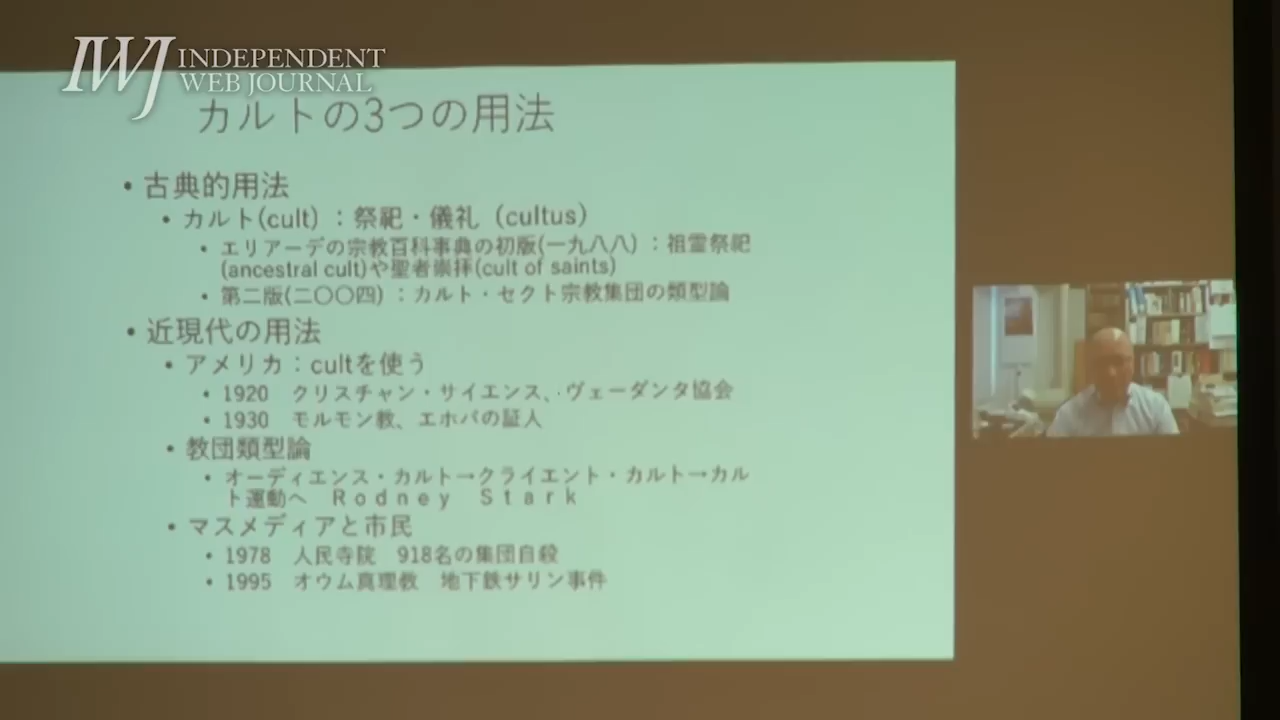 IWJ INDEPENDENT
WEB JOURNAL
カルトの3つの用法
• 古典的用法
• カルト(cult)：祭祀・儀礼（cultus）
• エリアーデの宗教百科事典の初版(一九八八)：祖霊祭祀
(ancestral cult)や聖者崇拝(cult of saints)
• 第二版(二〇〇四)：カルト・セクト宗教集団の類型論
• 近現代の用法
• アメリカ：cultを使う
• 1920　クリスチャン・サイエンス、ヴェーダンタ協会
• 1930　モルモン教、エホバの証人
• 教団類型論
• オーディエンス・カルト→クライエント・カルト→カル
ト運動へ　Ｒｏｄｎｅｙ　Ｓｔａｒｋ
• マスメディアと市民
• 1978　人民寺院　918名の集団自殺
• 1995　オウム真理教　地下鉄サリン事件